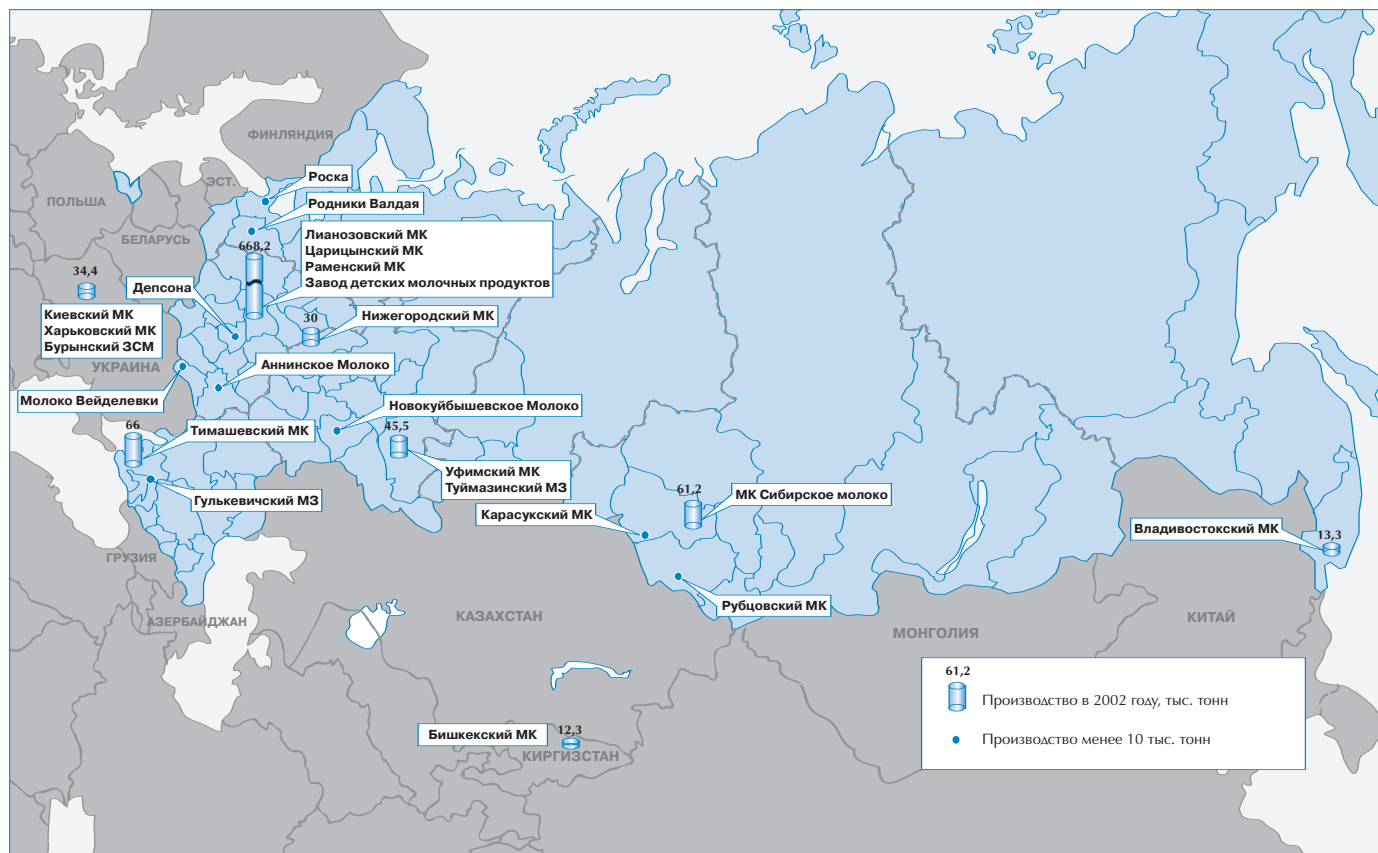 ФИНЛЯНДИЯ
ЭСТ.
ПОЛЬША
БЕЛАРУСЬ
Роска
Родники Валдая
668,2
Лианозовский МК
Царицынский МК
Раменский МК
Завод детских молочных продуктов
34,4
Киевский МК
Харьковский МК
Бурынский ЗСМ
УКРАИНА
Депсона
30
Нижегородский МК
Аннинское Молоко
Молоко Вейделевки
Новокуйбышевское Молоко
66
Тимашевский МК
45,5
Уфимский МК
Туймазинский МЗ
Гулькевичский МЗ
61,2
МК Сибирское молоко
Карасукский МК
Владивостокский МК
13,3
ГРУЗИЯ
Рубцовский МК
АЗЕРБАЙДЖАН
КАЗАХСТАН
МОНГОЛИЯ
КИТАЙ
Бишкекский МК
12,3
КИРГИЗСТАН
61,2
Производство в 2002 году, тыс. тонн
Производство менее 10 тыс. тонн